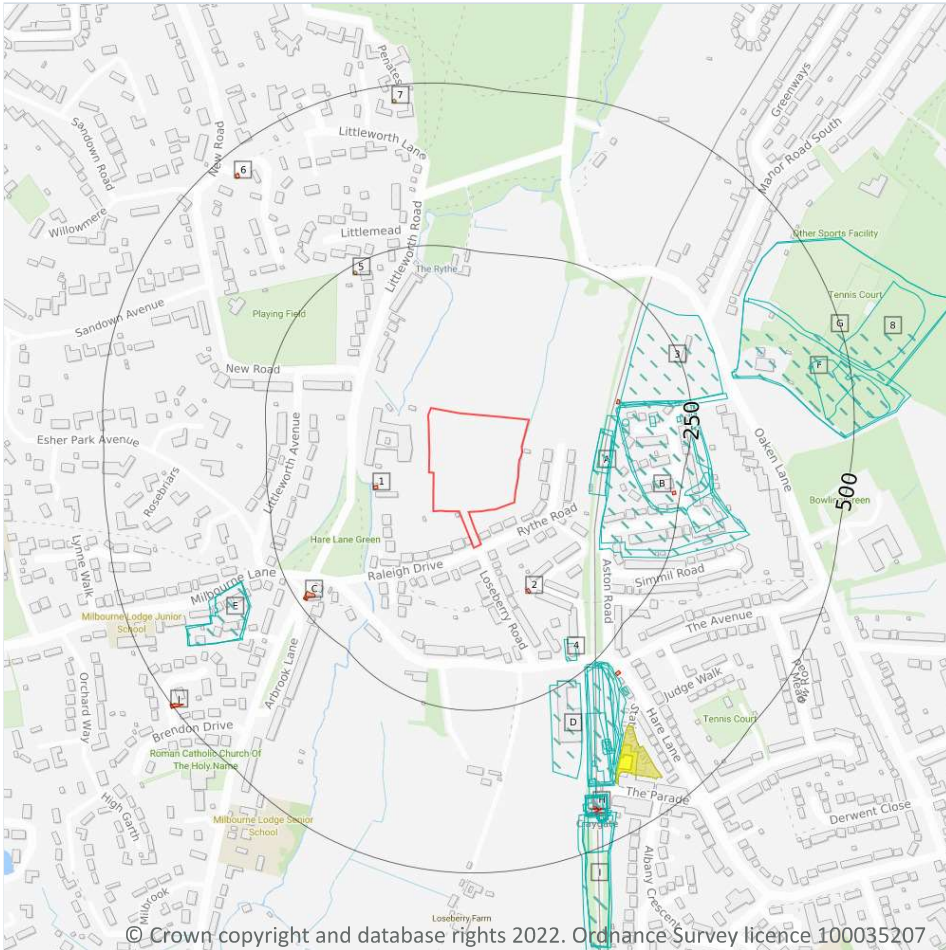 Penates
7
Greenways
Sandown Road
New Road
Littleworth Lane
Manor Road South
6
Willowmere
Littlemead
Littleworth Road
Other Sports Facility
5
The Rythe
Tennis Court
Sandown Avenue
Playing Field
G
8
3
F
New Road
250
Esher Park Avenue
Littleworth Avenue
Oaken Lane
A
Rosebriars
1
B
500
Bowling Green
Rythe Road
Hare Lane Green
Lynne Walk
Raleigh Drive
Milbourne Lane
C
Loseberry Road
2
Simmil Road
Aston Road
E
Milbourne Lodge Junior
School
The Avenue
4
Arbrook Lane
Judge Walk
Orchard Way
J
D
Hare Lane
Tennis Court
Brendon Drive
Roman Catholic Church Of
The Holy Name
The Parade
High Garth
H
Derwent Close
Milbourne Lodge Senior
School
Claygate
Albany Crescent
I
Milbrook
Loseberry Farm
© Crown copyright and database rights 2022. Ordnance Survey licence 100035207